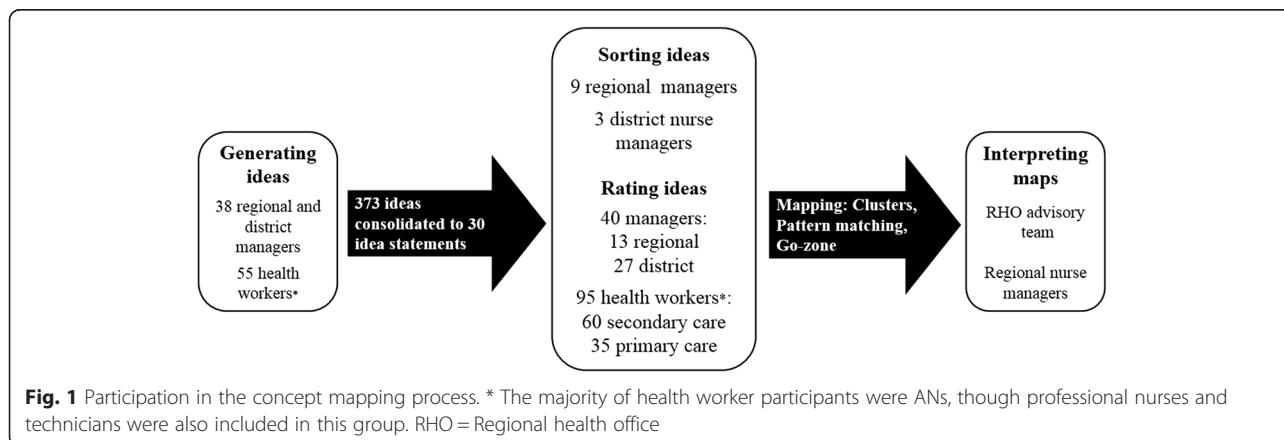 Generating
ideas
38 regional and
district
managers
55 health
workers*
373 ideas
consolidated to 30
idea statements
Sorting ideas
9 regional managers
3 district nurse
managers
Rating ideas
40 managers:
13 regional
27 district
95 health workers*:
60 secondary care
35 primary care
Mapping: Clusters,
Pattern matching,
Go-zone
Interpreting
maps
RHO advisory
team
Regional nurse
managers
Fig. 1 Participation in the concept mapping process. * The majority of health worker participants were ANs, though professional nurses and
technicians were also included in this group. RHO = Regional health office